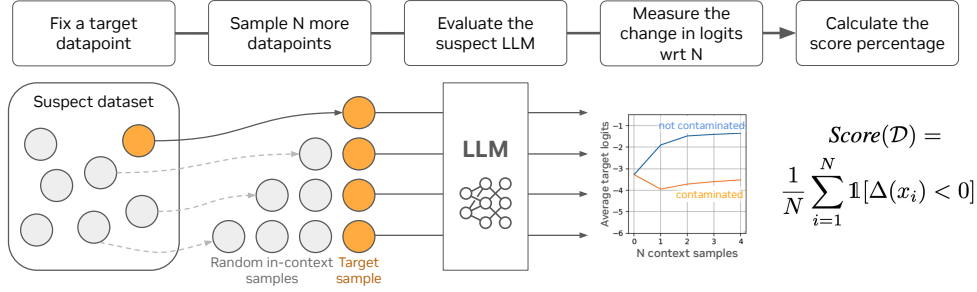 Fix a target
datapoint
Sample N more
datapoints
Evaluate the
suspect LLM
Measure the
change in logits
wrt N
Calculate the
score percentage
Suspect dataset
Random in-context
samples
Target
sample
LLM
Average target logits
−1
−2
−3
−4
−5
−6
not contaminated
contaminated
0 1 2 3 4
N context samples
Score(𝒟) =
1/N ∑_{i=1}^{N} 𝟙[Δ(x_i) < 0]